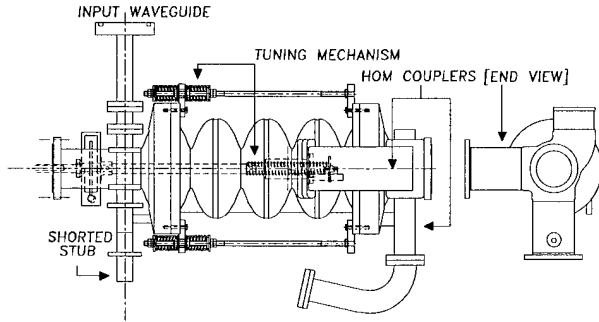 INPUT WAVEGUIDE
TUNING MECHANISM
HOM COUPLERS [END VIEW]
SHORTED
STUB